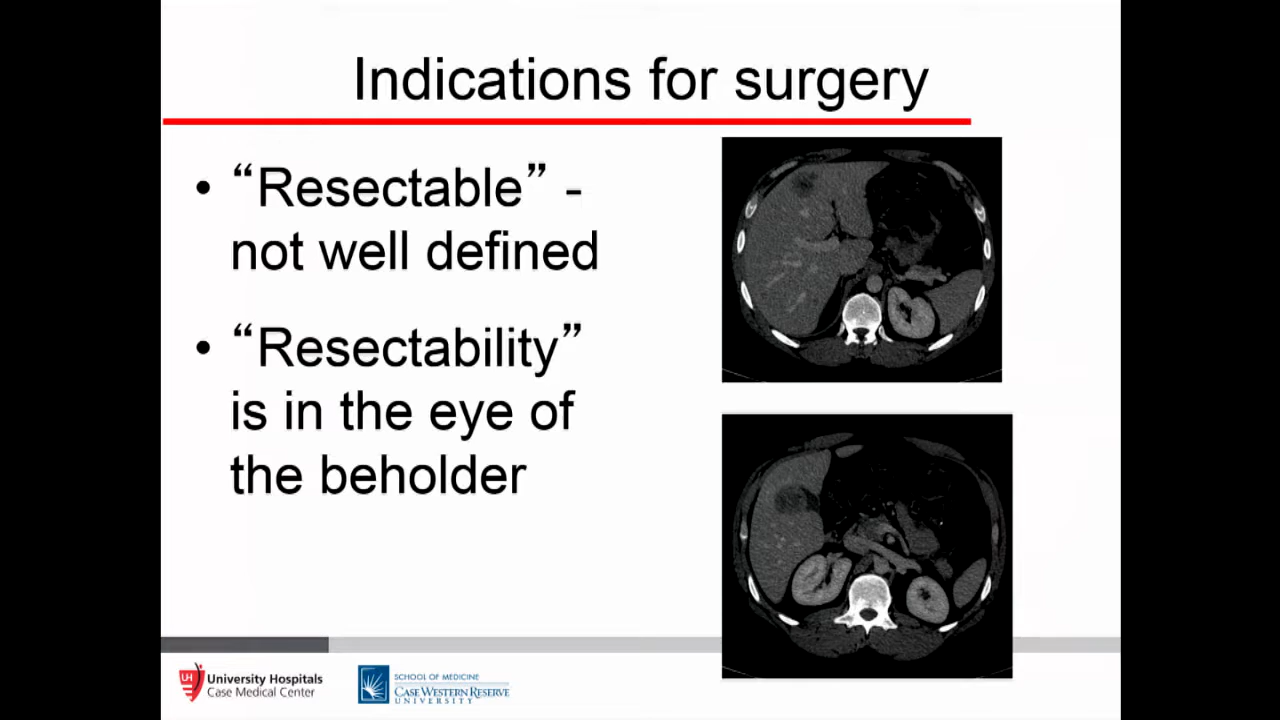 Indications for surgery
• “Resectable” -
not well defined
• “Resectability”
is in the eye of
the beholder
UH
University Hospitals
Case Medical Center
SCHOOL OF MEDICINE
CASE WESTERN RESERVE
UNIVERSITY